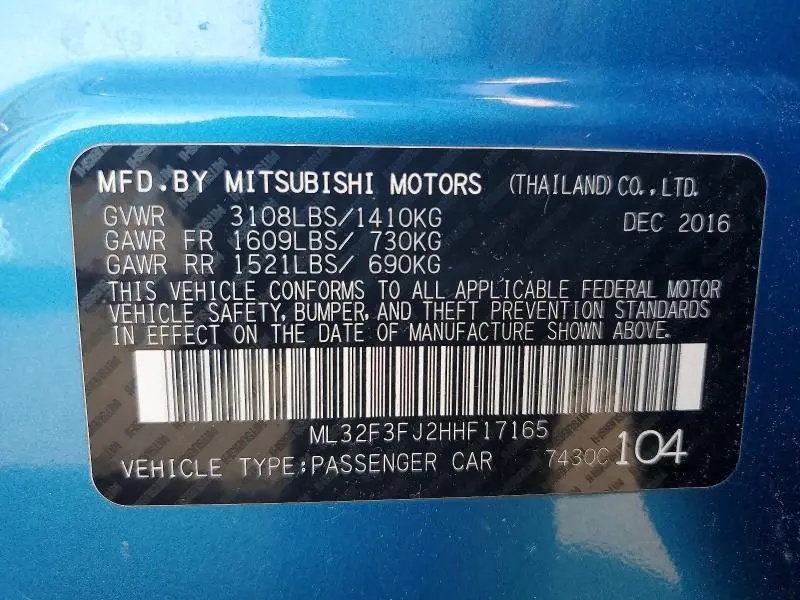 MFD.BY MITSUBISHI MOTORS (THAILAND)CO.,LTD.
GVWR 3108LBS/1410KG DEC 2016
GAWR FR 1609LBS/ 730KG
GAWR RR 1521LBS/ 690KG
THIS VEHICLE CONFORMS TO ALL APPLICABLE FEDERAL MOTOR
VEHICLE SAFETY, BUMPER, AND THEFT PREVENTION STANDARDS
IN EFFECT ON THE DATE OF MANUFACTURE SHOWN ABOVE.
ML32F3FJ2HHF17165
VEHICLE TYPE:PASSENGER CAR 7430C 104